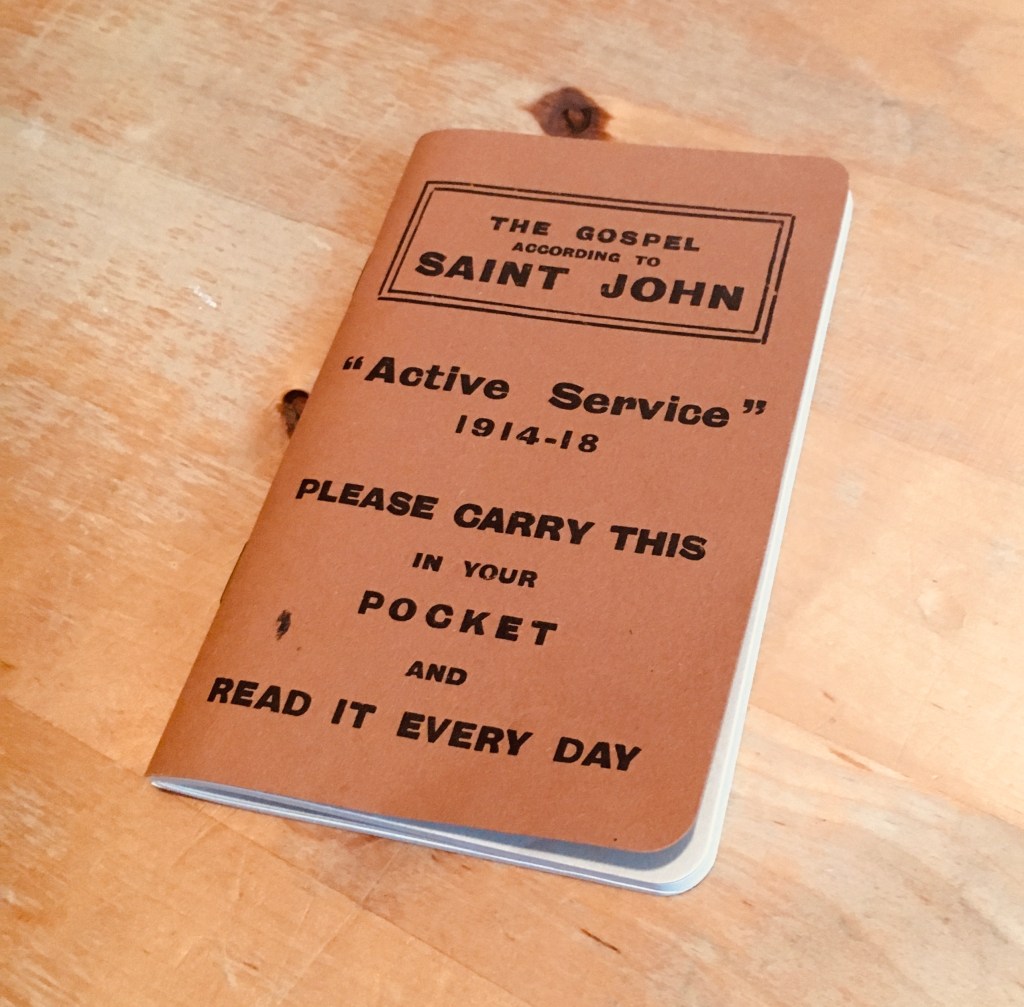 THE GOSPEL
ACCORDING TO
SAINT JOHN
“Active Service”
1914-18
PLEASE CARRY THIS
IN YOUR
POCKET
AND
READ IT EVERY DAY